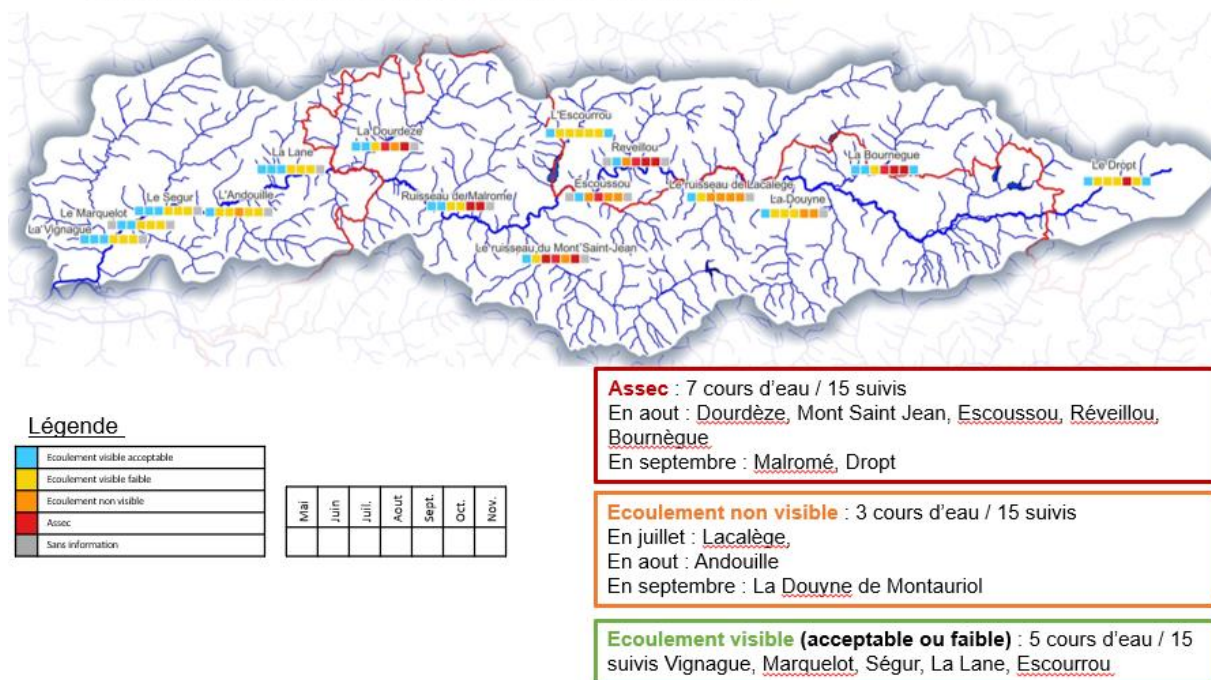 L'Escourrou
La Dourdèze
Reveillou
La Lane
La Bournègue
Le Dropt
Escoussou
Le ruisseau de Lacalège
Le Segur
L'Andouille
Ruisseau de Malromé
La Douyne
Le Marquelot
La Vignague
Le ruisseau du Mont Saint-Jean
Légende
Ecoulement visible acceptable
Ecoulement visible faible
Ecoulement non visible
Assec
Sans information
Mai
Juin
Juil.
Aout
Sept.
Oct.
Nov.
Assec : 7 cours d'eau / 15 suivis
En aout : Dourdèze, Mont Saint Jean, Escoussou, Réveillou,
Bournègue
En septembre : Malromé, Dropt
Ecoulement non visible : 3 cours d'eau / 15 suivis
En juillet : Lacalège,
En aout : Andouille
En septembre : La Douyne de Montauriol
Ecoulement visible (acceptable ou faible) : 5 cours d'eau / 15
suivis Vignague, Marquelot, Ségur, La Lane, Escourrou